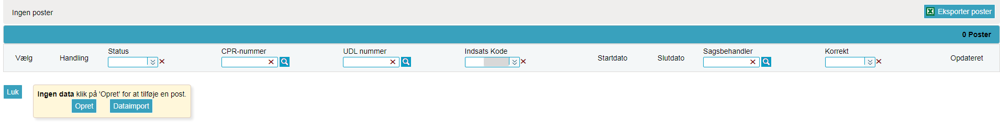 Ingen poster
Eksporter poster
0 Poster
Vælg
Handling
Status
CPR-nummer
UDL nummer
Indsats Kode
Startdato
Slutdato
Sagsbehandler
Korrekt
Opdateret
Luk
Ingen data klik på 'Opret' for at tilføje en post.
Opret
Dataimport